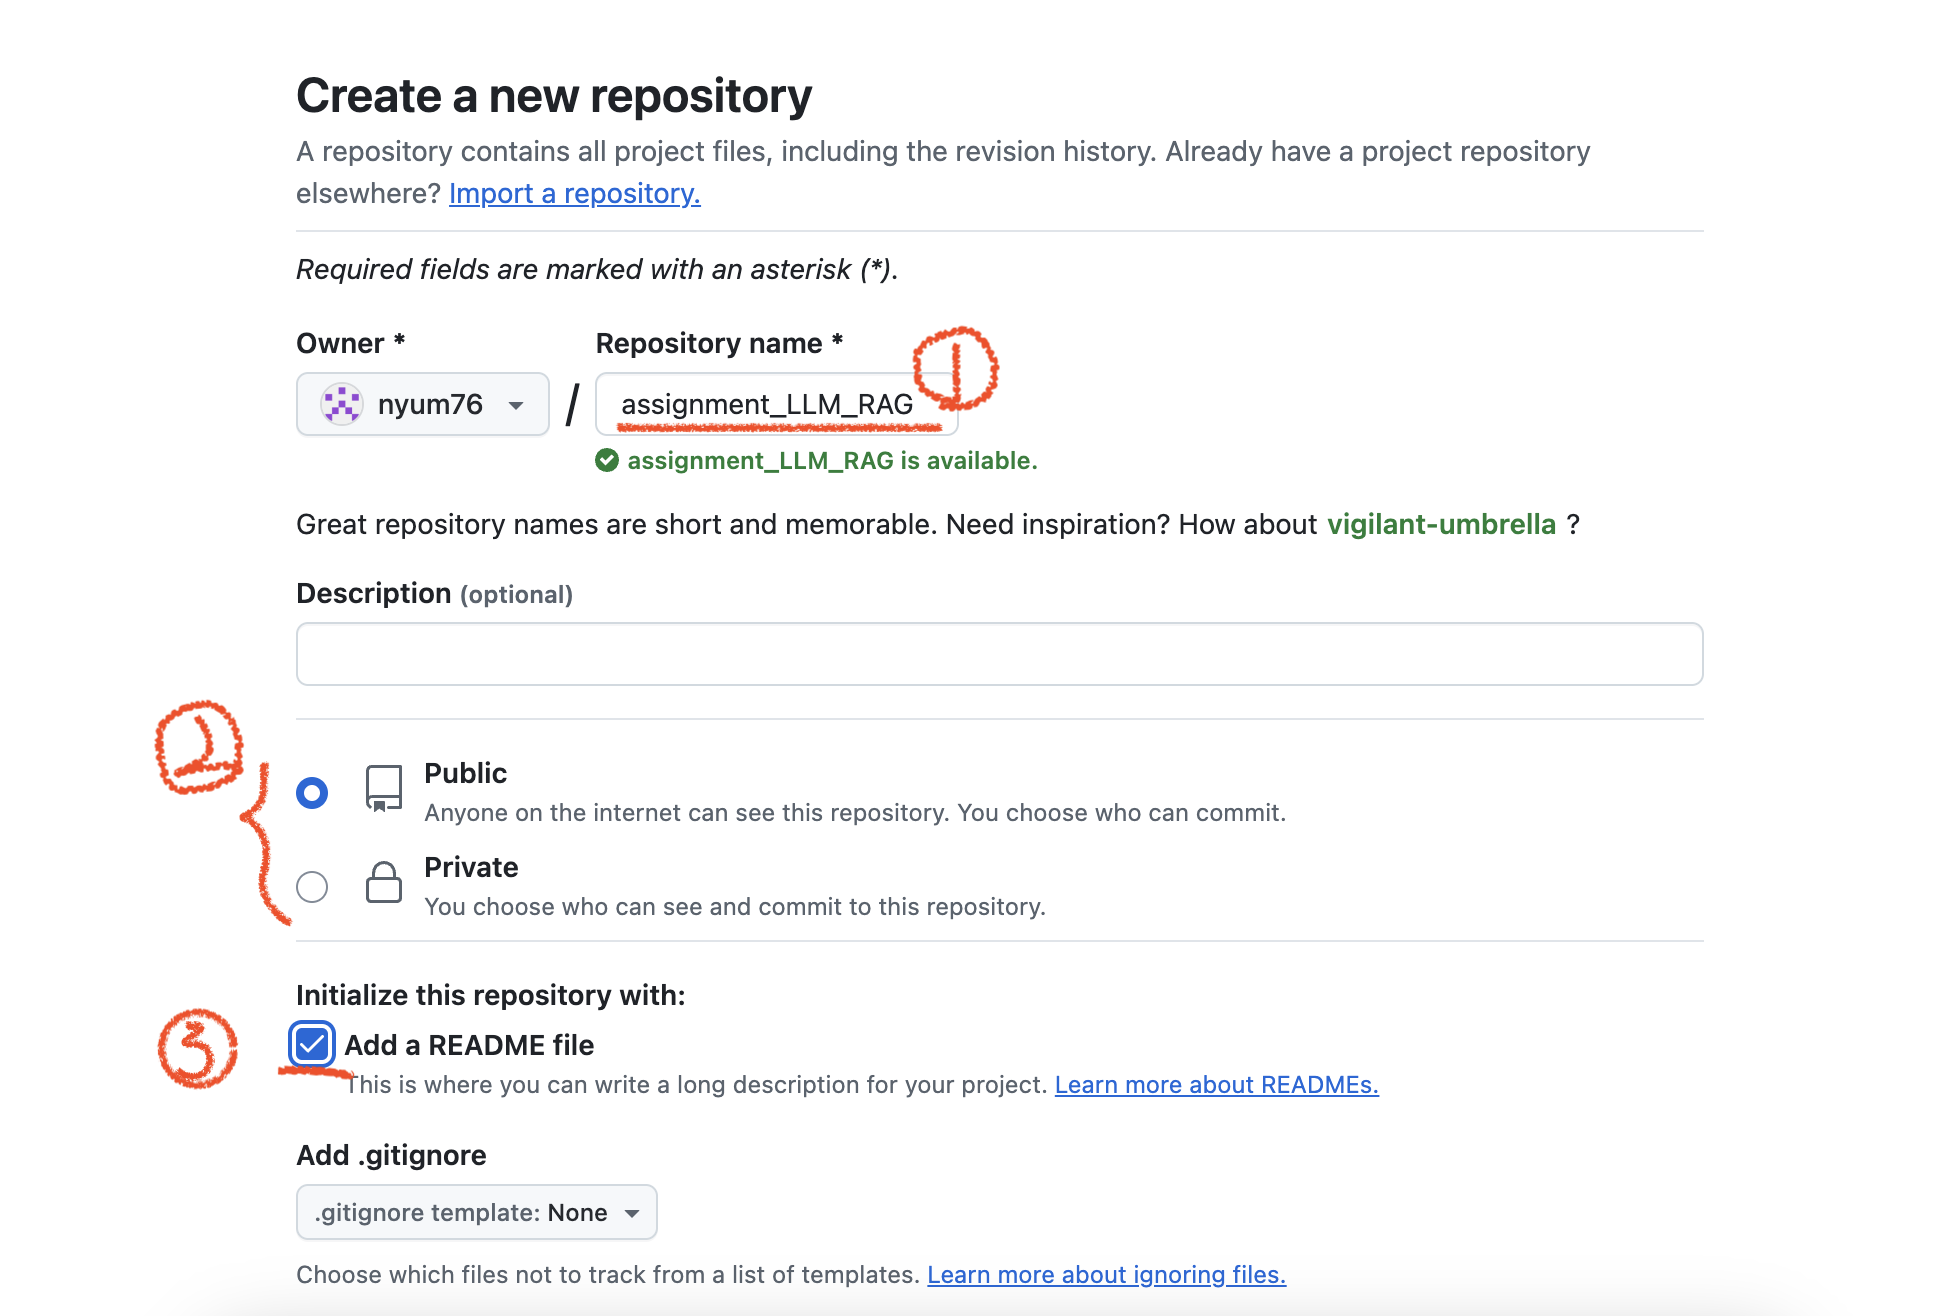 Create a new repository
A repository contains all project files, including the revision history. Already have a project repository
elsewhere? Import a repository.
Required fields are marked with an asterisk (*).
Owner *
Repository name *
1
nyum76 / assignment_LLM_RAG
assignment_LLM_RAG is available.
Great repository names are short and memorable. Need inspiration? How about vigilant-umbrella ?
Description (optional)
2
Public
Anyone on the internet can see this repository. You choose who can commit.
Private
You choose who can see and commit to this repository.
Initialize this repository with:
3
Add a README file
This is where you can write a long description for your project. Learn more about READMEs.
Add .gitignore
.gitignore template: None
Choose which files not to track from a list of templates. Learn more about ignoring files.